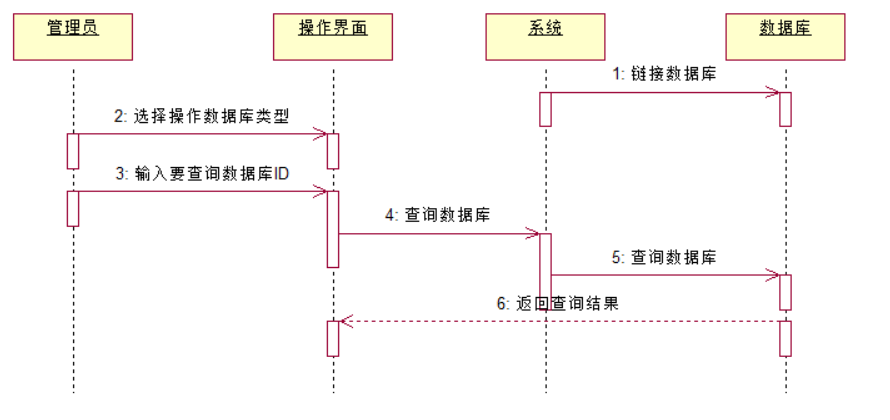 管理员
操作界面
系统
数据库
1: 链接数据库
2: 选择操作数据库类型
3: 输入要查询数据库ID
4: 查询数据库
5: 查询数据库
6: 返回查询结果